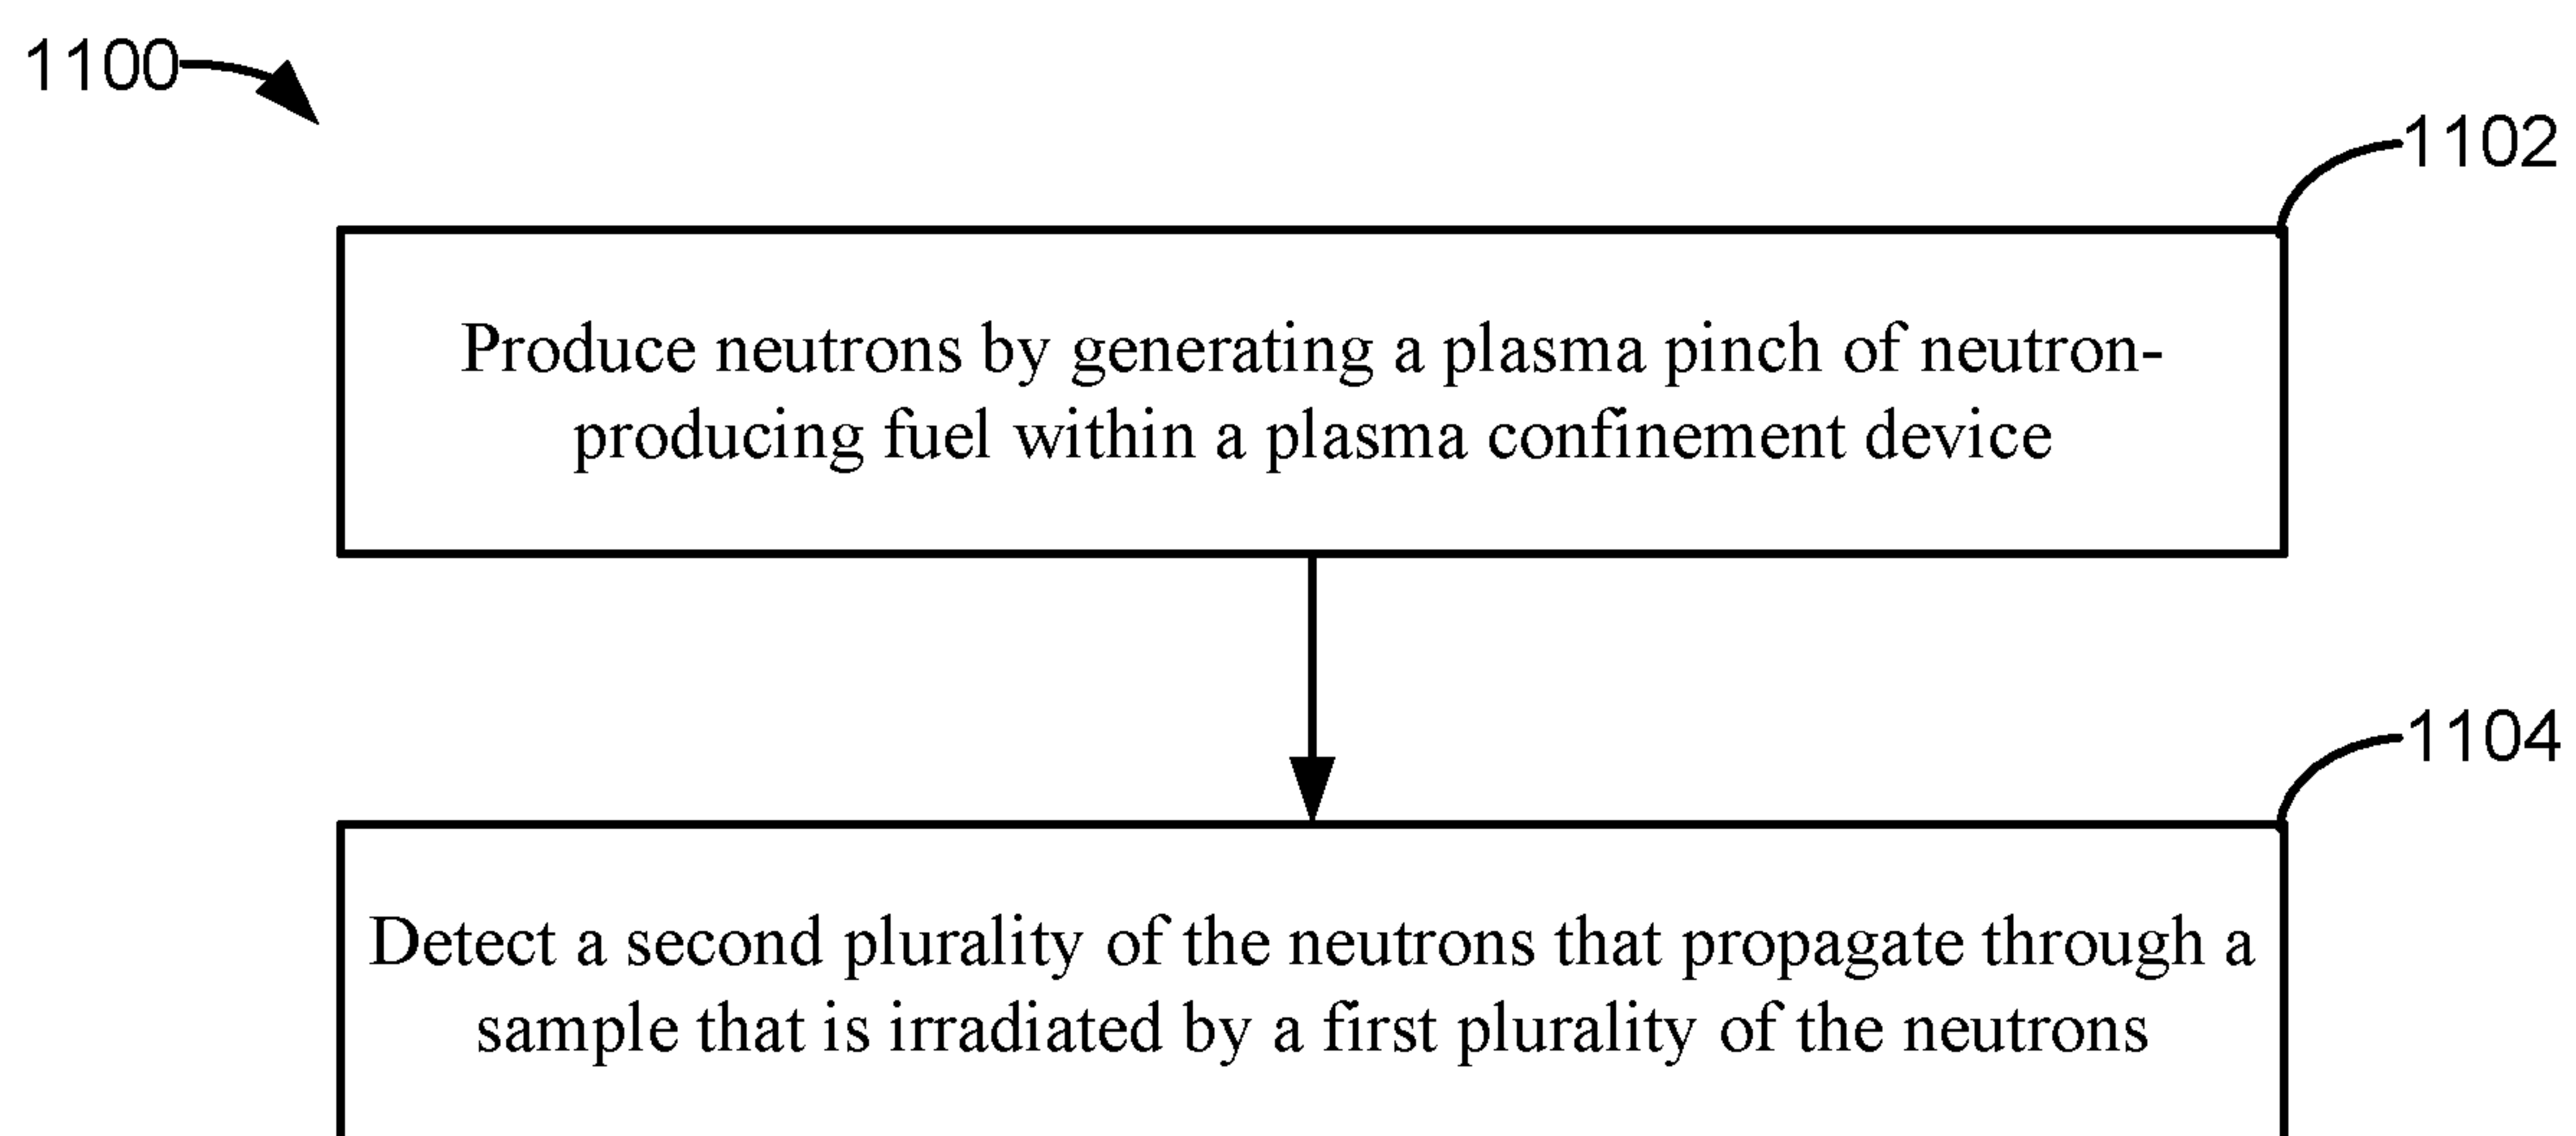 1100
1102
Produce neutrons by generating a plasma pinch of neutron-
producing fuel within a plasma confinement device
1104
Detect a second plurality of the neutrons that propagate through a
sample that is irradiated by a first plurality of the neutrons